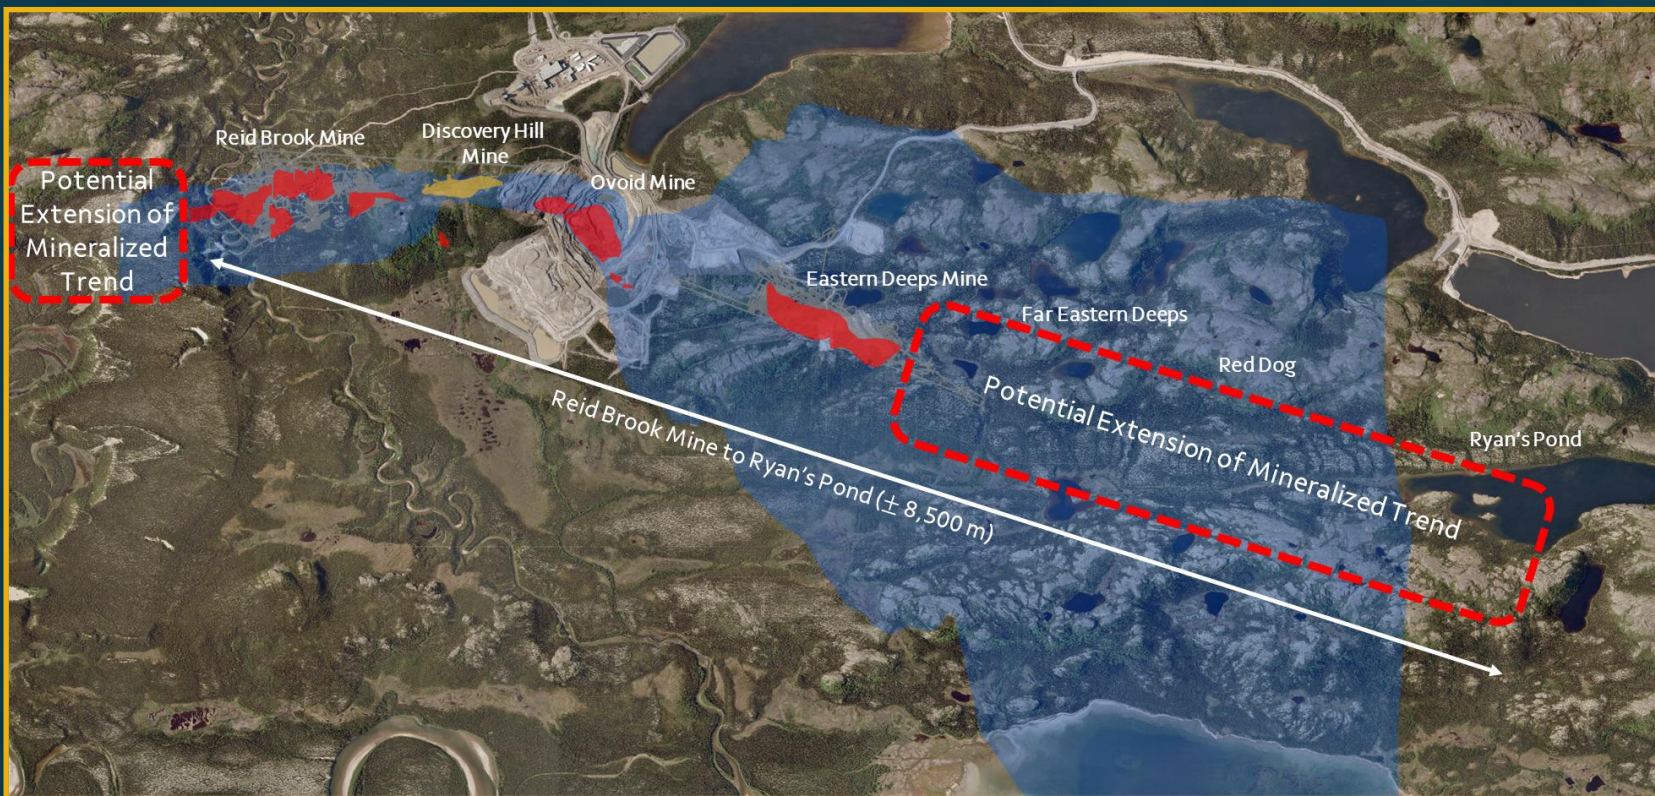 Reid Brook Mine
Discovery Hill
Mine
Ovoid Mine
Potential
Extension of
Mineralized
Trend
Eastern Deeps Mine
Far Eastern Deeps
Red Dog
Ryan's Pond
Potential Extension of Mineralized Trend
Reid Brook Mine to Ryan's Pond (± 8,500 m)